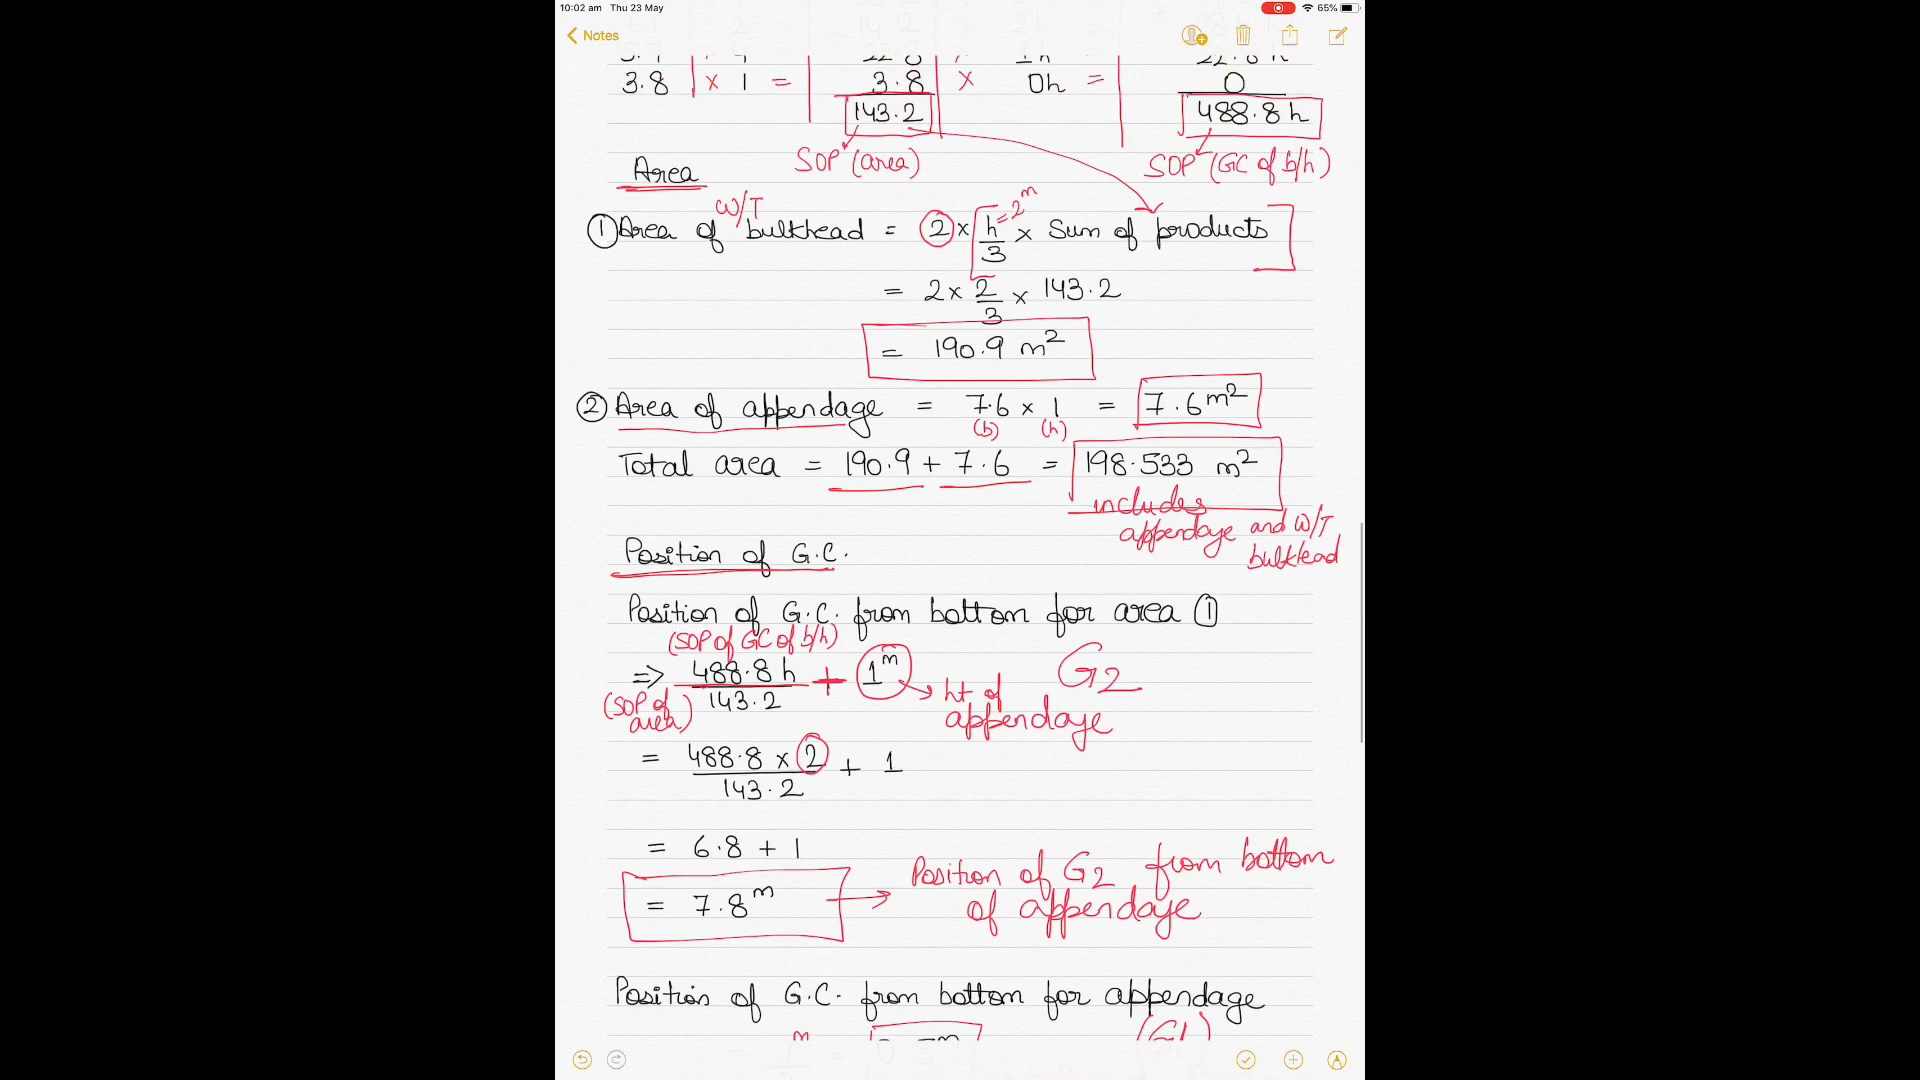 10:02 am Thu 23 May 65%
Notes
3.8 × 1 = 3.8 × 0h = 0
143.2 488.8 h
SOP (area) SOP (GC of b/h)
Area
W/T h = 2 m
① Area of bulkhead = 2 × [ h/3 × Sum of products ]
= 2 × 2/3 × 143.2
= 190.9 m²
② Area of appendage = 7.6 × 1 = 7.6 m²
(b) (h)
Total area = 190.9 + 7.6 = 198.533 m²
includes
appendage and W/T
bulkhead
Position of G.C.
Position of G.C. from bottom for area ①
(SOP of GC of b/h)
⇒ 488.8 h / 143.2 + 1 m G2
(SOP of area) ht of appendage
= 488.8 × 2 / 143.2 + 1
= 6.8 + 1
= 7.8 m → Position of G2 from bottom
of appendage
Position of G.C. from bottom for appendage
(G1)